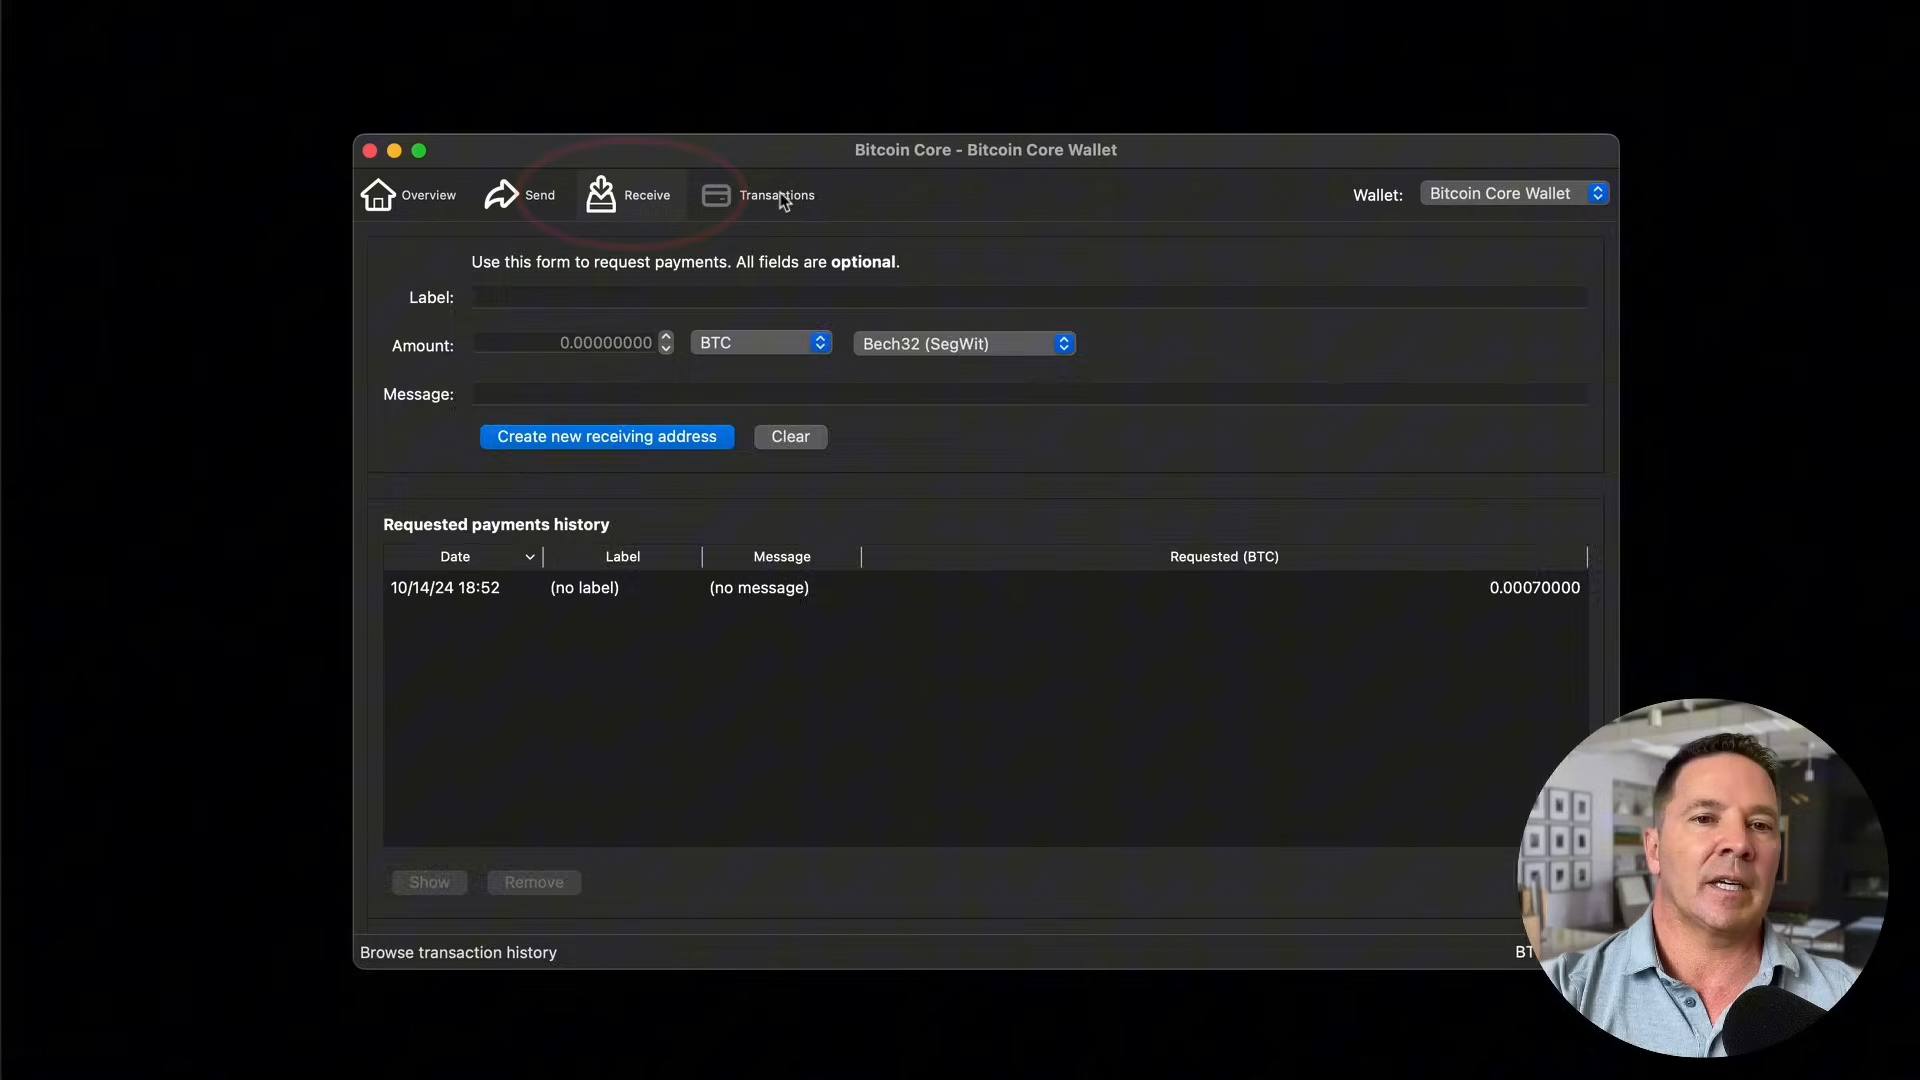 Bitcoin Core - Bitcoin Core Wallet
Overview Send Receive Transactions Wallet: Bitcoin Core Wallet
Use this form to request payments. All fields are optional.
Label:
Amount: 0.00000000 BTC Bech32 (SegWit)
Message:
Create new receiving address Clear
Requested payments history
Date Label Message Requested (BTC)
10/14/24 18:52 (no label) (no message) 0.00070000
Show Remove
Browse transaction history